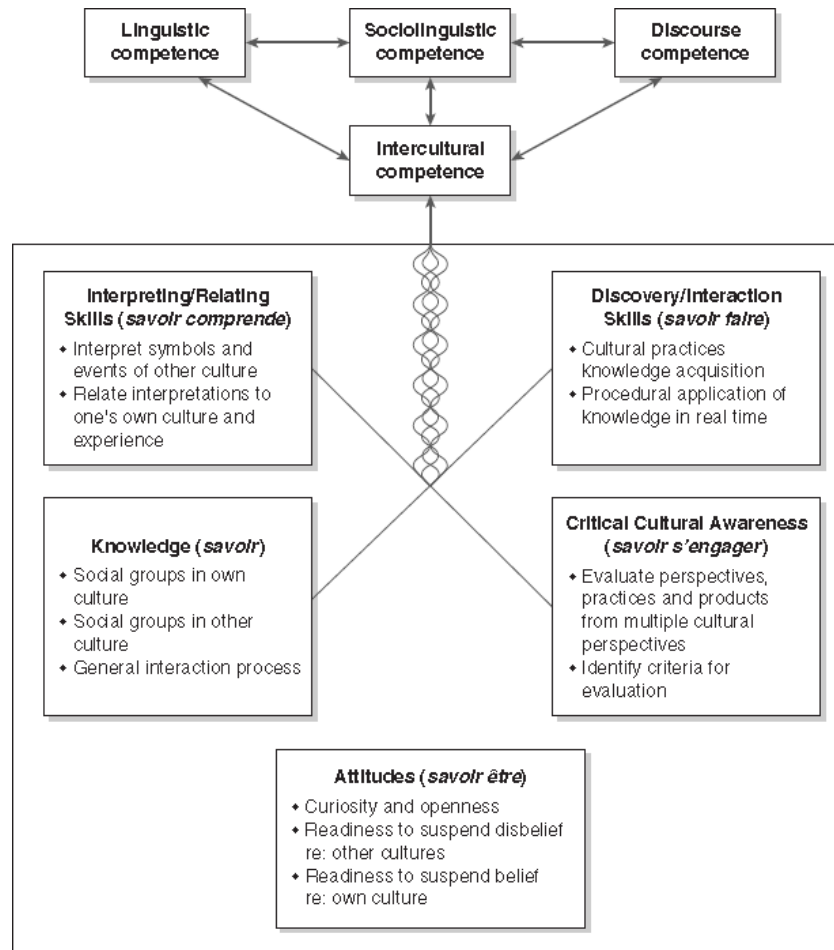 Linguistic
competence
Sociolinguistic
competence
Discourse
competence
Intercultural
competence
Interpreting/Relating
Skills (savoir comprende)
◆ Interpret symbols and
events of other culture
◆ Relate interpretations to
one's own culture and
experience
Discovery/Interaction
Skills (savoir faire)
◆ Cultural practices
knowledge acquisition
◆ Procedural application of
knowledge in real time
Knowledge (savoir)
◆ Social groups in own
culture
◆ Social groups in other
culture
◆ General interaction process
Critical Cultural Awareness
(savoir s'engager)
◆ Evaluate perspectives,
practices and products
from multiple cultural
perspectives
◆ Identify criteria for
evaluation
Attitudes (savoir être)
◆ Curiosity and openness
◆ Readiness to suspend disbelief
re: other cultures
◆ Readiness to suspend belief
re: own culture